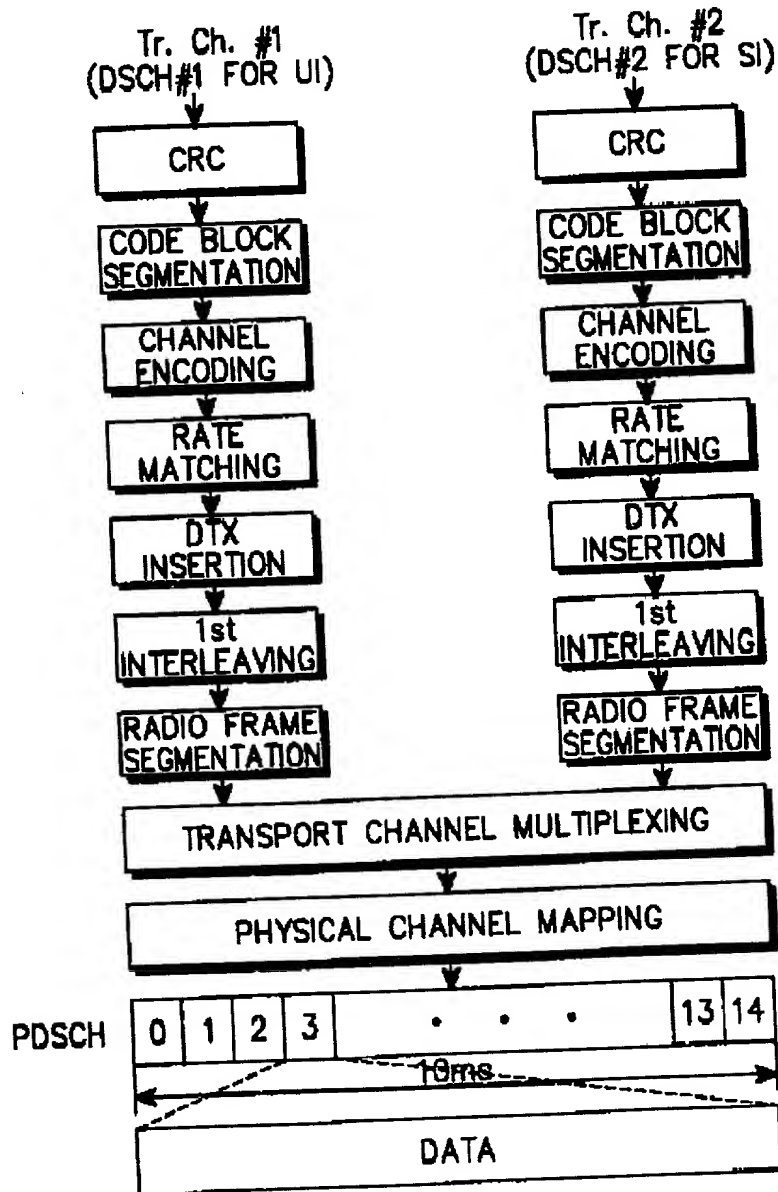 Tr. Ch. #1
(DSCH#1 FOR UI)
CRC
CODE BLOCK
SEGMENTATION
CHANNEL
ENCODING
RATE
MATCHING
DTX
INSERTION
1st
INTERLEAVING
RADIO FRAME
SEGMENTATION
Tr. Ch. #2
(DSCH#2 FOR SI)
CRC
CODE BLOCK
SEGMENTATION
CHANNEL
ENCODING
RATE
MATCHING
DTX
INSERTION
1st
INTERLEAVING
RADIO FRAME
SEGMENTATION
TRANSPORT CHANNEL MULTIPLEXING
PHYSICAL CHANNEL MAPPING
PDSCH 0 1 2 3 • • • 13 14
10ms
DATA